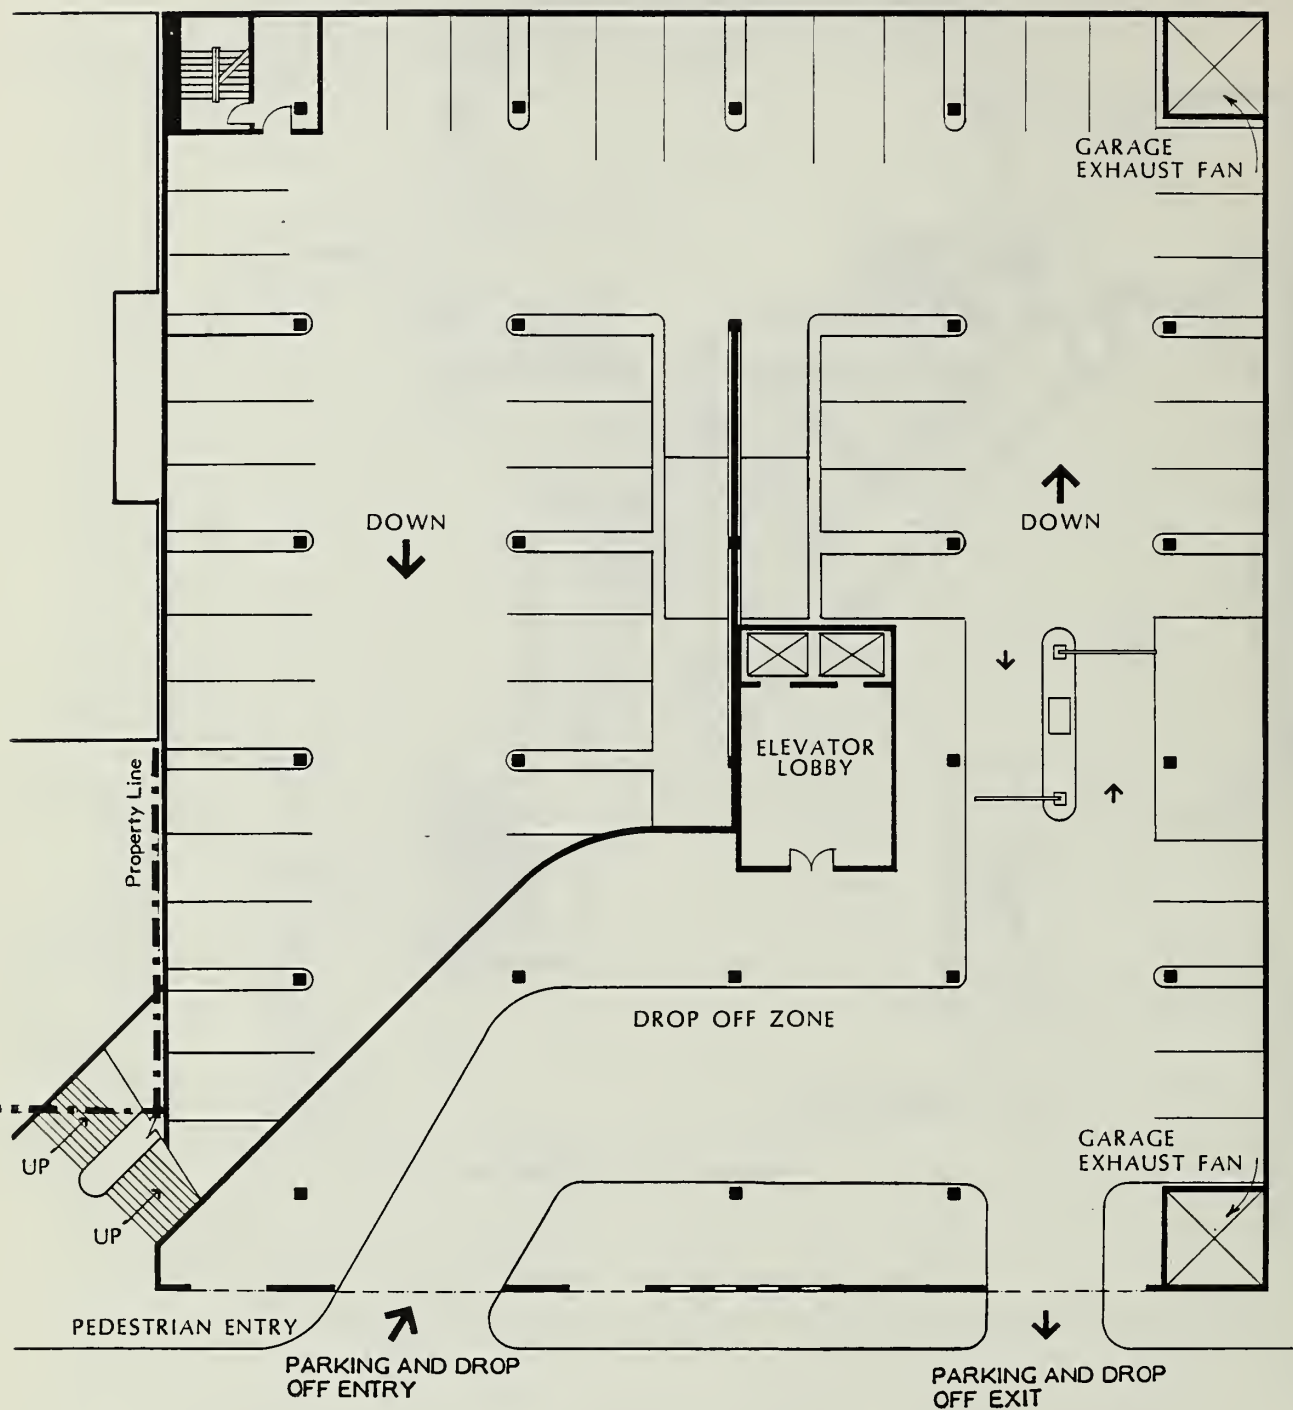 GARAGE
EXHAUST FAN
DOWN
DOWN
ELEVATOR
LOBBY
Property Line
DROP OFF ZONE
GARAGE
EXHAUST FAN
UP
UP
PEDESTRIAN ENTRY
PARKING AND DROP
OFF ENTRY
PARKING AND DROP
OFF EXIT